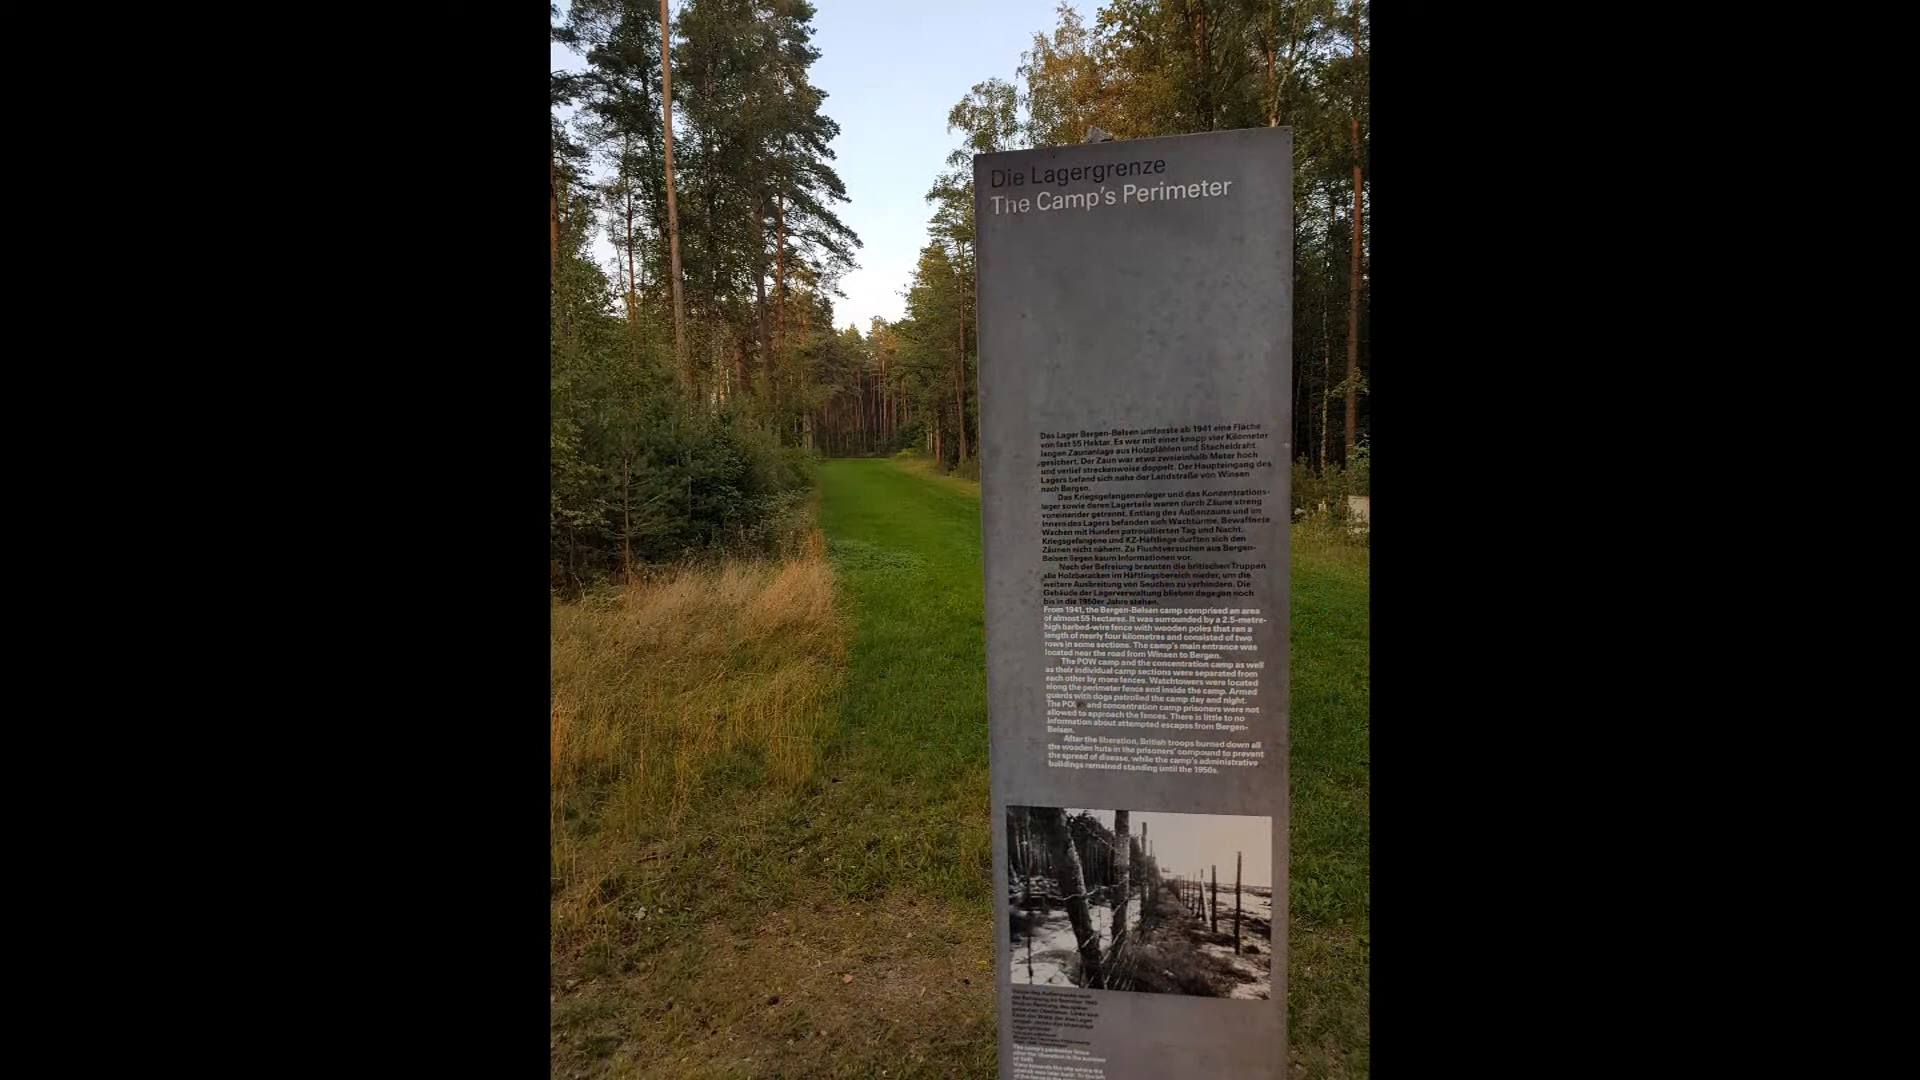 Die Lagergrenze
The Camp's Perimeter
Das Lager Bergen-Belsen umfasste ab 1941 eine Fläche
von fast 55 Hektar. Es war mit einer knapp vier Kilometer
langen Zaunanlage aus Holzpfählen und Stacheldraht
gesichert. Der Zaun war etwa zweieinhalb Meter hoch
und verlief streckenweise doppelt. Der Haupteingang des
Lagers befand sich nahe der Landstraße von Winsen
nach Bergen.
Das Kriegsgefangenenlager und das Konzentrations-
lager sowie deren Lagerteile waren durch Zäune streng
voneinander getrennt. Entlang des Außenzauns und im
Innern des Lagers befanden sich Wachtürme. Bewaffnete
Wachen mit Hunden patrouillierten Tag und Nacht.
Kriegsgefangene und KZ-Häftlinge durften sich den
Zäunen nicht nähern. Zu Fluchtversuchen aus Bergen-
Belsen liegen kaum Informationen vor.
Nach der Befreiung brannten die britischen Truppen
alle Holzbaracken im Häftlingsbereich nieder, um die
weitere Ausbreitung von Seuchen zu verhindern. Die
Gebäude der Lagerverwaltung blieben dagegen noch
bis in die 1950er Jahre stehen.
From 1941, the Bergen-Belsen camp comprised an area
of almost 55 hectares. It was surrounded by a 2.5-metre-
high barbed-wire fence with wooden poles that ran a
length of nearly four kilometres and consisted of two
rows in some sections. The camp's main entrance was
located near the road from Winsen to Bergen.
The POW camp and the concentration camp as well
as their individual camp sections were separated from
each other by more fences. Watchtowers were located
along the perimeter fence and inside the camp. Armed
guards with dogs patrolled the camp day and night.
The and concentration camp prisoners were not
allowed to approach the fences. There is little to no
information about attempted escapes from Bergen-
Belsen.
After the liberation, British troops burned down all
the wooden huts in the prisoners' compound to prevent
the spread of disease, while the camp's administrative
buildings remained standing until the 1950s.
The camp's perimeter fence
after the liberation in the summer
of 1945.